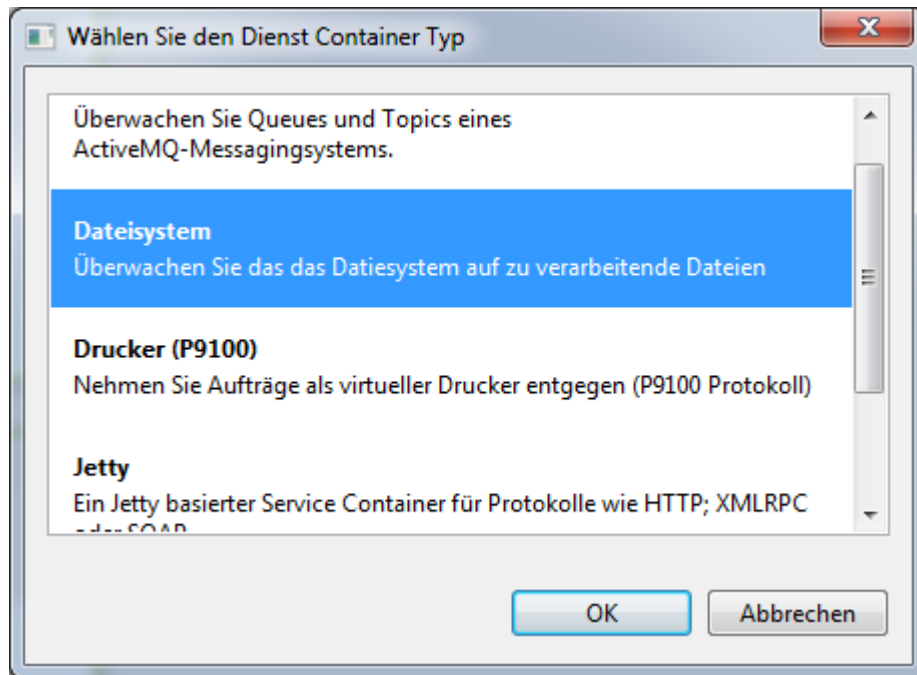 Wählen Sie den Dienst Container Typ
Überwachen Sie Queues und Topics eines
ActiveMQ-Messagingsystems.
Dateisystem
Überwachen Sie das das Datiesystem auf zu verarbeitende Dateien
Drucker (P9100)
Nehmen Sie Aufträge als virtueller Drucker entgegen (P9100 Protokoll)
Jetty
Ein Jetty basierter Service Container für Protokolle wie HTTP; XMLRPC
oder SOAP
OK
Abbrechen